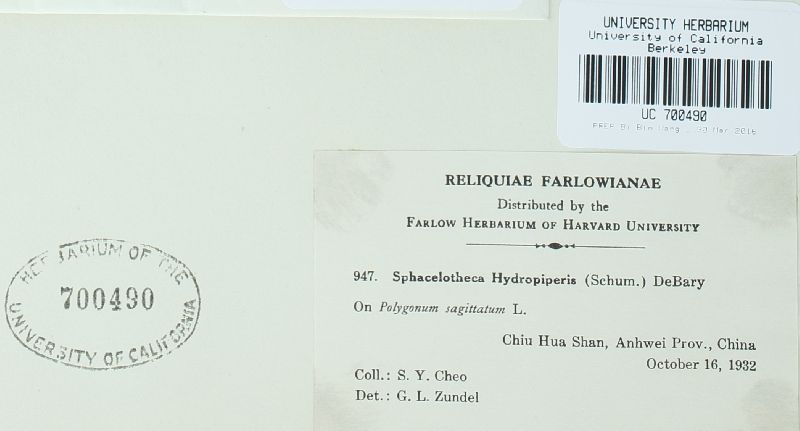 UNIVERSITY HERBARIUM
University of California
Berkeley
UC 700490
RELIQUIAE FARLOWIANAE
Distributed by the
FARLOW HERBARIUM OF HARVARD UNIVERSITY
947. Sphacelotheca Hydropiperis (Schum.) DeBary
On Polygonum sagittatum L.
Chiu Hua Shan, Anhwei Prov., China
October 16, 1932
Coll.: S. Y. Cheo
Det.: G. L. Zundel
HERBARIUM OF THE
700490
UNIVERSITY OF CALIFORNIA